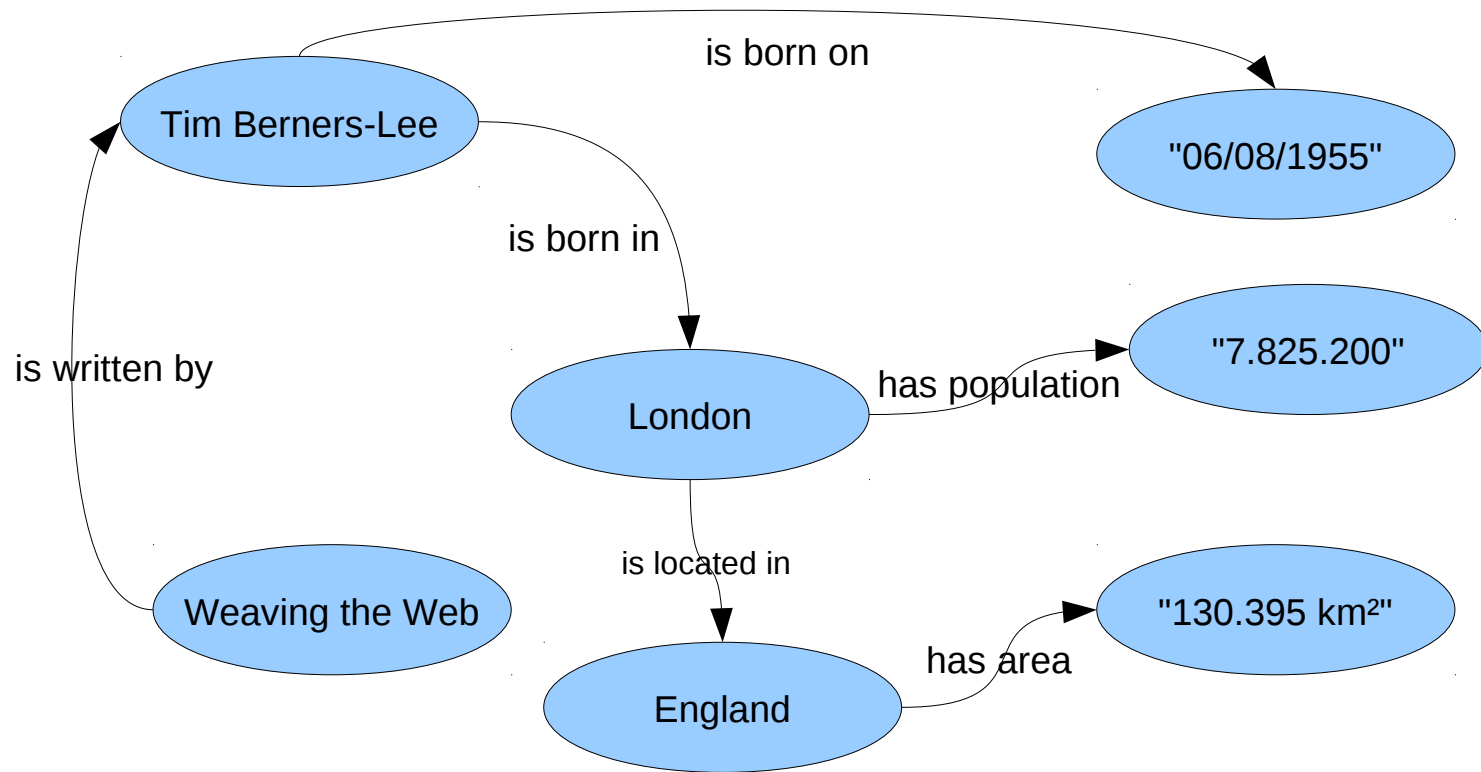 is born on
Tim Berners-Lee
"06/08/1955"
is born in
"7.825.200"
is written by
has population
London
is located in
Weaving the Web
"130.395 km²"
has area
England